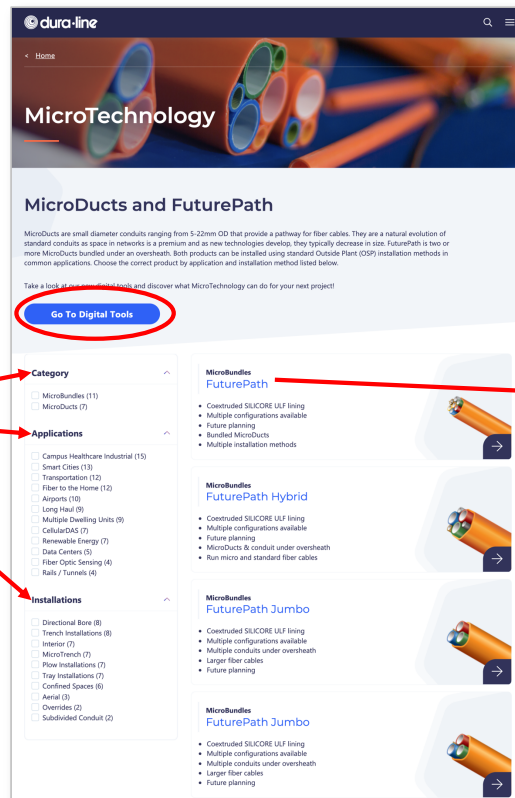 dura·line
< Home
MicroTechnology
MicroDucts and FuturePath
MicroDucts are small diameter conduits ranging from 5-22mm OD that provide a pathway for fiber cables. They are a natural evolution of
standard conduits as space in networks is a premium and as new technologies develop, they typically decrease in size. FuturePath is two or
more MicroDucts bundled under an oversheath. Both products can be installed using standard Outside Plant (OSP) installation methods in
common applications. Choose the correct product by application and installation method listed below.
Take a look at our new digital tools and discover what MicroTechnology can do for your next project!
Go To Digital Tools
Category
MicroBundles (11)
MicroDucts (7)
Applications
Campus Healthcare Industrial (15)
Smart Cities (13)
Transportation (12)
Fiber to the Home (12)
Airports (10)
Long Haul (9)
Multiple Dwelling Units (9)
CellularDAS (7)
Renewable Energy (7)
Data Centers (5)
Fiber Optic Sensing (4)
Rails / Tunnels (4)
Installations
Directional Bore (8)
Trench Installations (8)
Interior (7)
MicroTrench (7)
Plow Installations (7)
Tray Installations (7)
Confined Spaces (6)
Aerial (3)
Overrides (2)
Subdivided Conduit (2)
MicroBundles
FuturePath
• Coextruded SILICORE ULF lining
• Multiple configurations available
• Future planning
• Bundled MicroDucts
• Multiple installation methods
MicroBundles
FuturePath Hybrid
• Coextruded SILICORE ULF lining
• Multiple configurations available
• Future planning
• MicroDucts & conduit under oversheath
• Run micro and standard fiber cables
MicroBundles
FuturePath Jumbo
• Coextruded SILICORE ULF lining
• Multiple configurations available
• Multiple conduits under oversheath
• Larger fiber cables
• Future planning
MicroBundles
FuturePath Jumbo
• Coextruded SILICORE ULF lining
• Multiple configurations available
• Multiple conduits under oversheath
• Larger fiber cables
• Future planning